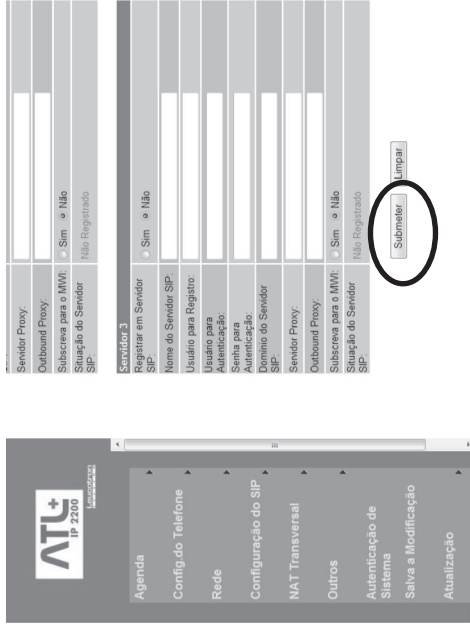 ATL+
IP 2200
Leucotron
Agenda
Config.do Telefone
Rede
Configuração do SIP
NAT Transversal
Outros
Autenticação de
Sistema
Salva a Modificação
Atualização
Servidor Proxy:
Outbound Proxy:
Subscreva para o MWI: Sim Não
Situação do Servidor
SIP: Não Registrado
Servidor 3
Registrar em Servidor
SIP: Sim Não
Nome do Servidor SIP:
Usuário para Registro:
Usuário para
Autenticação:
Senha para
Autenticação:
Domínio do Servidor
SIP:
Servidor Proxy:
Outbound Proxy:
Subscreva para o MWI: Sim Não
Situação do Servidor
SIP: Não Registrado
Submeter Limpar